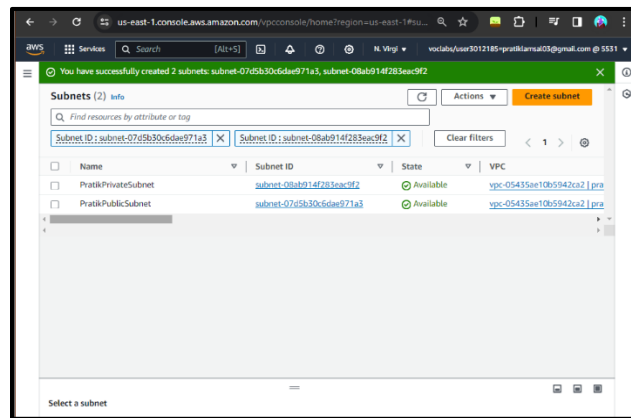 us-east-1.console.aws.amazon.com/vpcconsole/home?region=us-east-1#su...
aws Services Search [Alt+S] N. Virgi voclabs/user3012185=pratiklamsal03@gmail.com @ 5531
You have successfully created 2 subnets: subnet-07d5b30c6dae971a3, subnet-08ab914f283eac9f2
Subnets (2) Info Actions Create subnet
Find resources by attribute or tag
Subnet ID : subnet-07d5b30c6dae971a3 Subnet ID : subnet-08ab914f283eac9f2 Clear filters 1
Name Subnet ID State VPC
PratikPrivateSubnet subnet-08ab914f283eac9f2 Available vpc-05435ae10b5942ca2 | pra
PratikPublicSubnet subnet-07d5b30c6dae971a3 Available vpc-05435ae10b5942ca2 | pra
Select a subnet